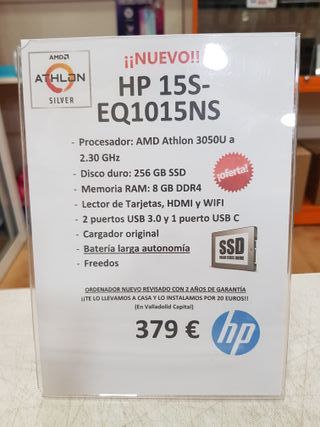 AMD
ATHLON
SILVER
¡¡NUEVO!!
HP 15S-
EQ1015NS
- Procesador: AMD Athlon 3050U a
2.30 GHz
- Disco duro: 256 GB SSD
- Memoria RAM: 8 GB DDR4
- Lector de Tarjetas, HDMI y WIFI
- 2 puertos USB 3.0 y 1 puerto USB C
- Cargador original
- Batería larga autonomía
- Freedos
¡oferta!
SSD
SOLID STATE DRIVE
ORDENADOR NUEVO REVISADO CON 2 AÑOS DE GARANTÍA
¡¡TE LO LLEVAMOS A CASA Y LO INSTALAMOS POR 20 EUROS!!
(En Valladolid Capital)
379 €
hp